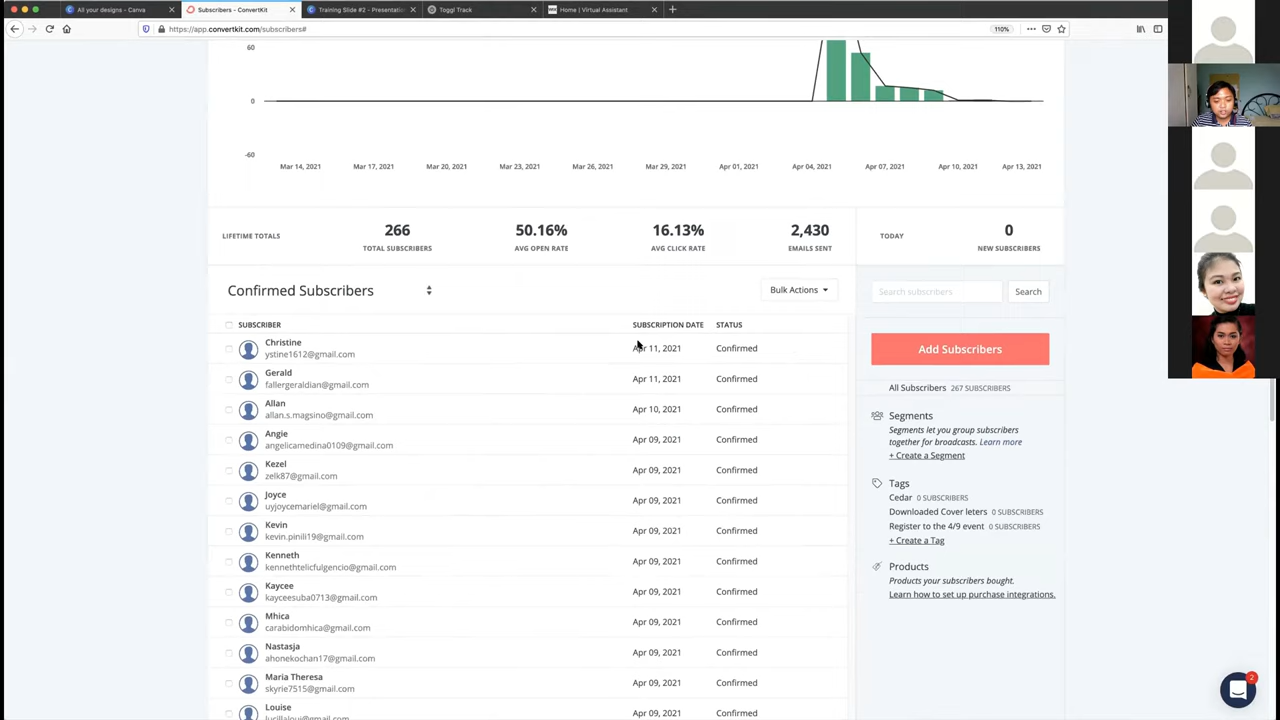 All your designs - Canva
Subscribers - ConvertKit
Training Slide #2 - Presentation
Toggl Track
Home | Virtual Assistant
https://app.convertkit.com/subscribers#
110%
60
0
-60
Mar 14, 2021 Mar 17, 2021 Mar 20, 2021 Mar 23, 2021 Mar 26, 2021 Mar 29, 2021 Apr 01, 2021 Apr 04, 2021 Apr 07, 2021 Apr 10, 2021 Apr 13, 2021
LIFETIME TOTALS
266
TOTAL SUBSCRIBERS
50.16%
AVG OPEN RATE
16.13%
AVG CLICK RATE
2,430
EMAILS SENT
TODAY
0
NEW SUBSCRIBERS
Confirmed Subscribers
Bulk Actions
SUBSCRIBER SUBSCRIPTION DATE STATUS
Christine
ystine1612@gmail.com
Apr 11, 2021 Confirmed
Gerald
fallergeraldian@gmail.com
Apr 11, 2021 Confirmed
Allan
allan.s.magsino@gmail.com
Apr 10, 2021 Confirmed
Angie
angelicamedina0109@gmail.com
Apr 09, 2021 Confirmed
Kezel
zelk87@gmail.com
Apr 09, 2021 Confirmed
Joyce
uyjoycemariel@gmail.com
Apr 09, 2021 Confirmed
Kevin
kevin.pinili19@gmail.com
Apr 09, 2021 Confirmed
Kenneth
kennethtelicfulgencio@gmail.com
Apr 09, 2021 Confirmed
Kaycee
kayceesuba0713@gmail.com
Apr 09, 2021 Confirmed
Mhica
carabidomhica@gmail.com
Apr 09, 2021 Confirmed
Nastasja
ahonekochan17@gmail.com
Apr 09, 2021 Confirmed
Maria Theresa
skyrie7515@gmail.com
Apr 09, 2021 Confirmed
Louise
Apr 09, 2021 Confirmed
Search subscribers
Search
Add Subscribers
All Subscribers 267 SUBSCRIBERS
Segments
Segments let you group subscribers
together for broadcasts. Learn more
+ Create a Segment
Tags
Cedar 0 SUBSCRIBERS
Downloaded Cover leters 0 SUBSCRIBERS
Register to the 4/9 event 0 SUBSCRIBERS
+ Create a Tag
Products
Products your subscribers bought.
Learn how to set up purchase integrations.
2